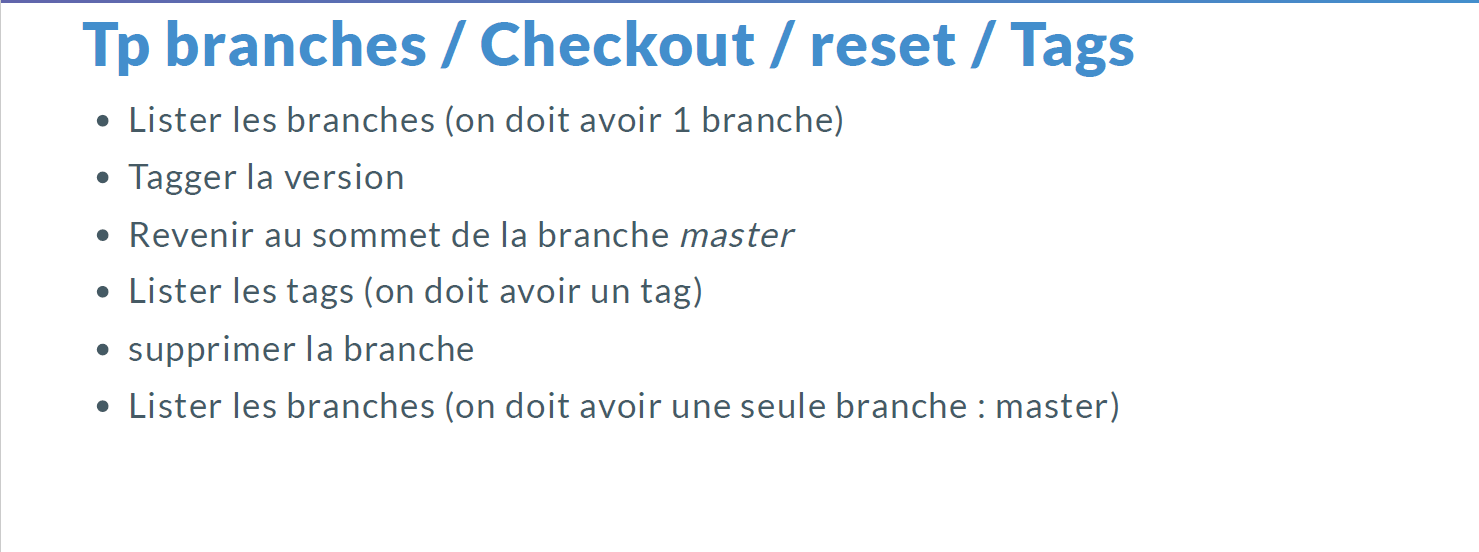 Tp branches / Checkout / reset / Tags
• Lister les branches (on doit avoir 1 branche)
• Tagger la version
• Revenir au sommet de la branche master
• Lister les tags (on doit avoir un tag)
• supprimer la branche
• Lister les branches (on doit avoir une seule branche : master)